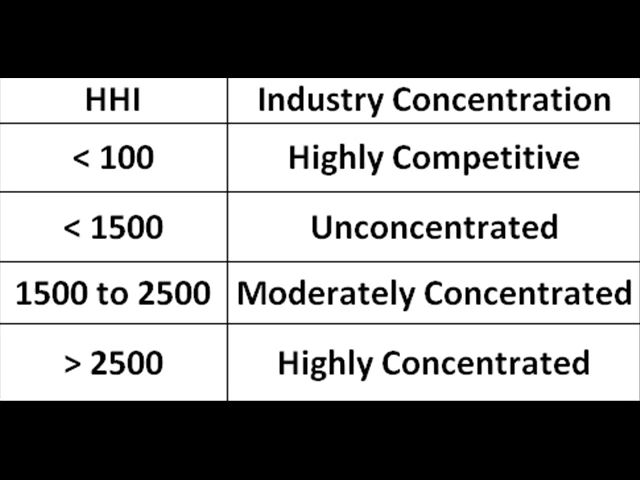 HHI Industry Concentration
< 100 Highly Competitive
< 1500 Unconcentrated
1500 to 2500 Moderately Concentrated
> 2500 Highly Concentrated